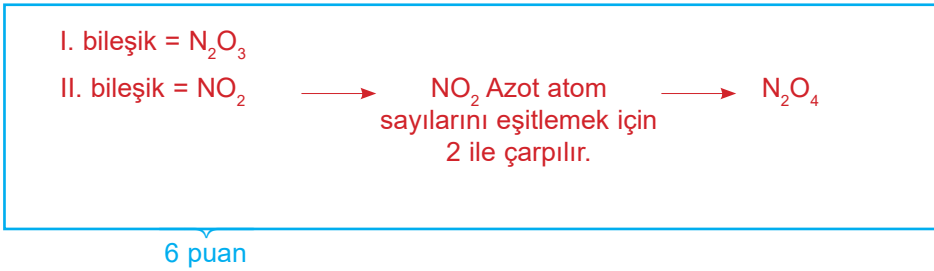 I. bileşik = N₂O₃
II. bileşik = NO₂ → NO₂ Azot atom → N₂O₄
sayılarını eşitlemek için
2 ile çarpılır.
6 puan